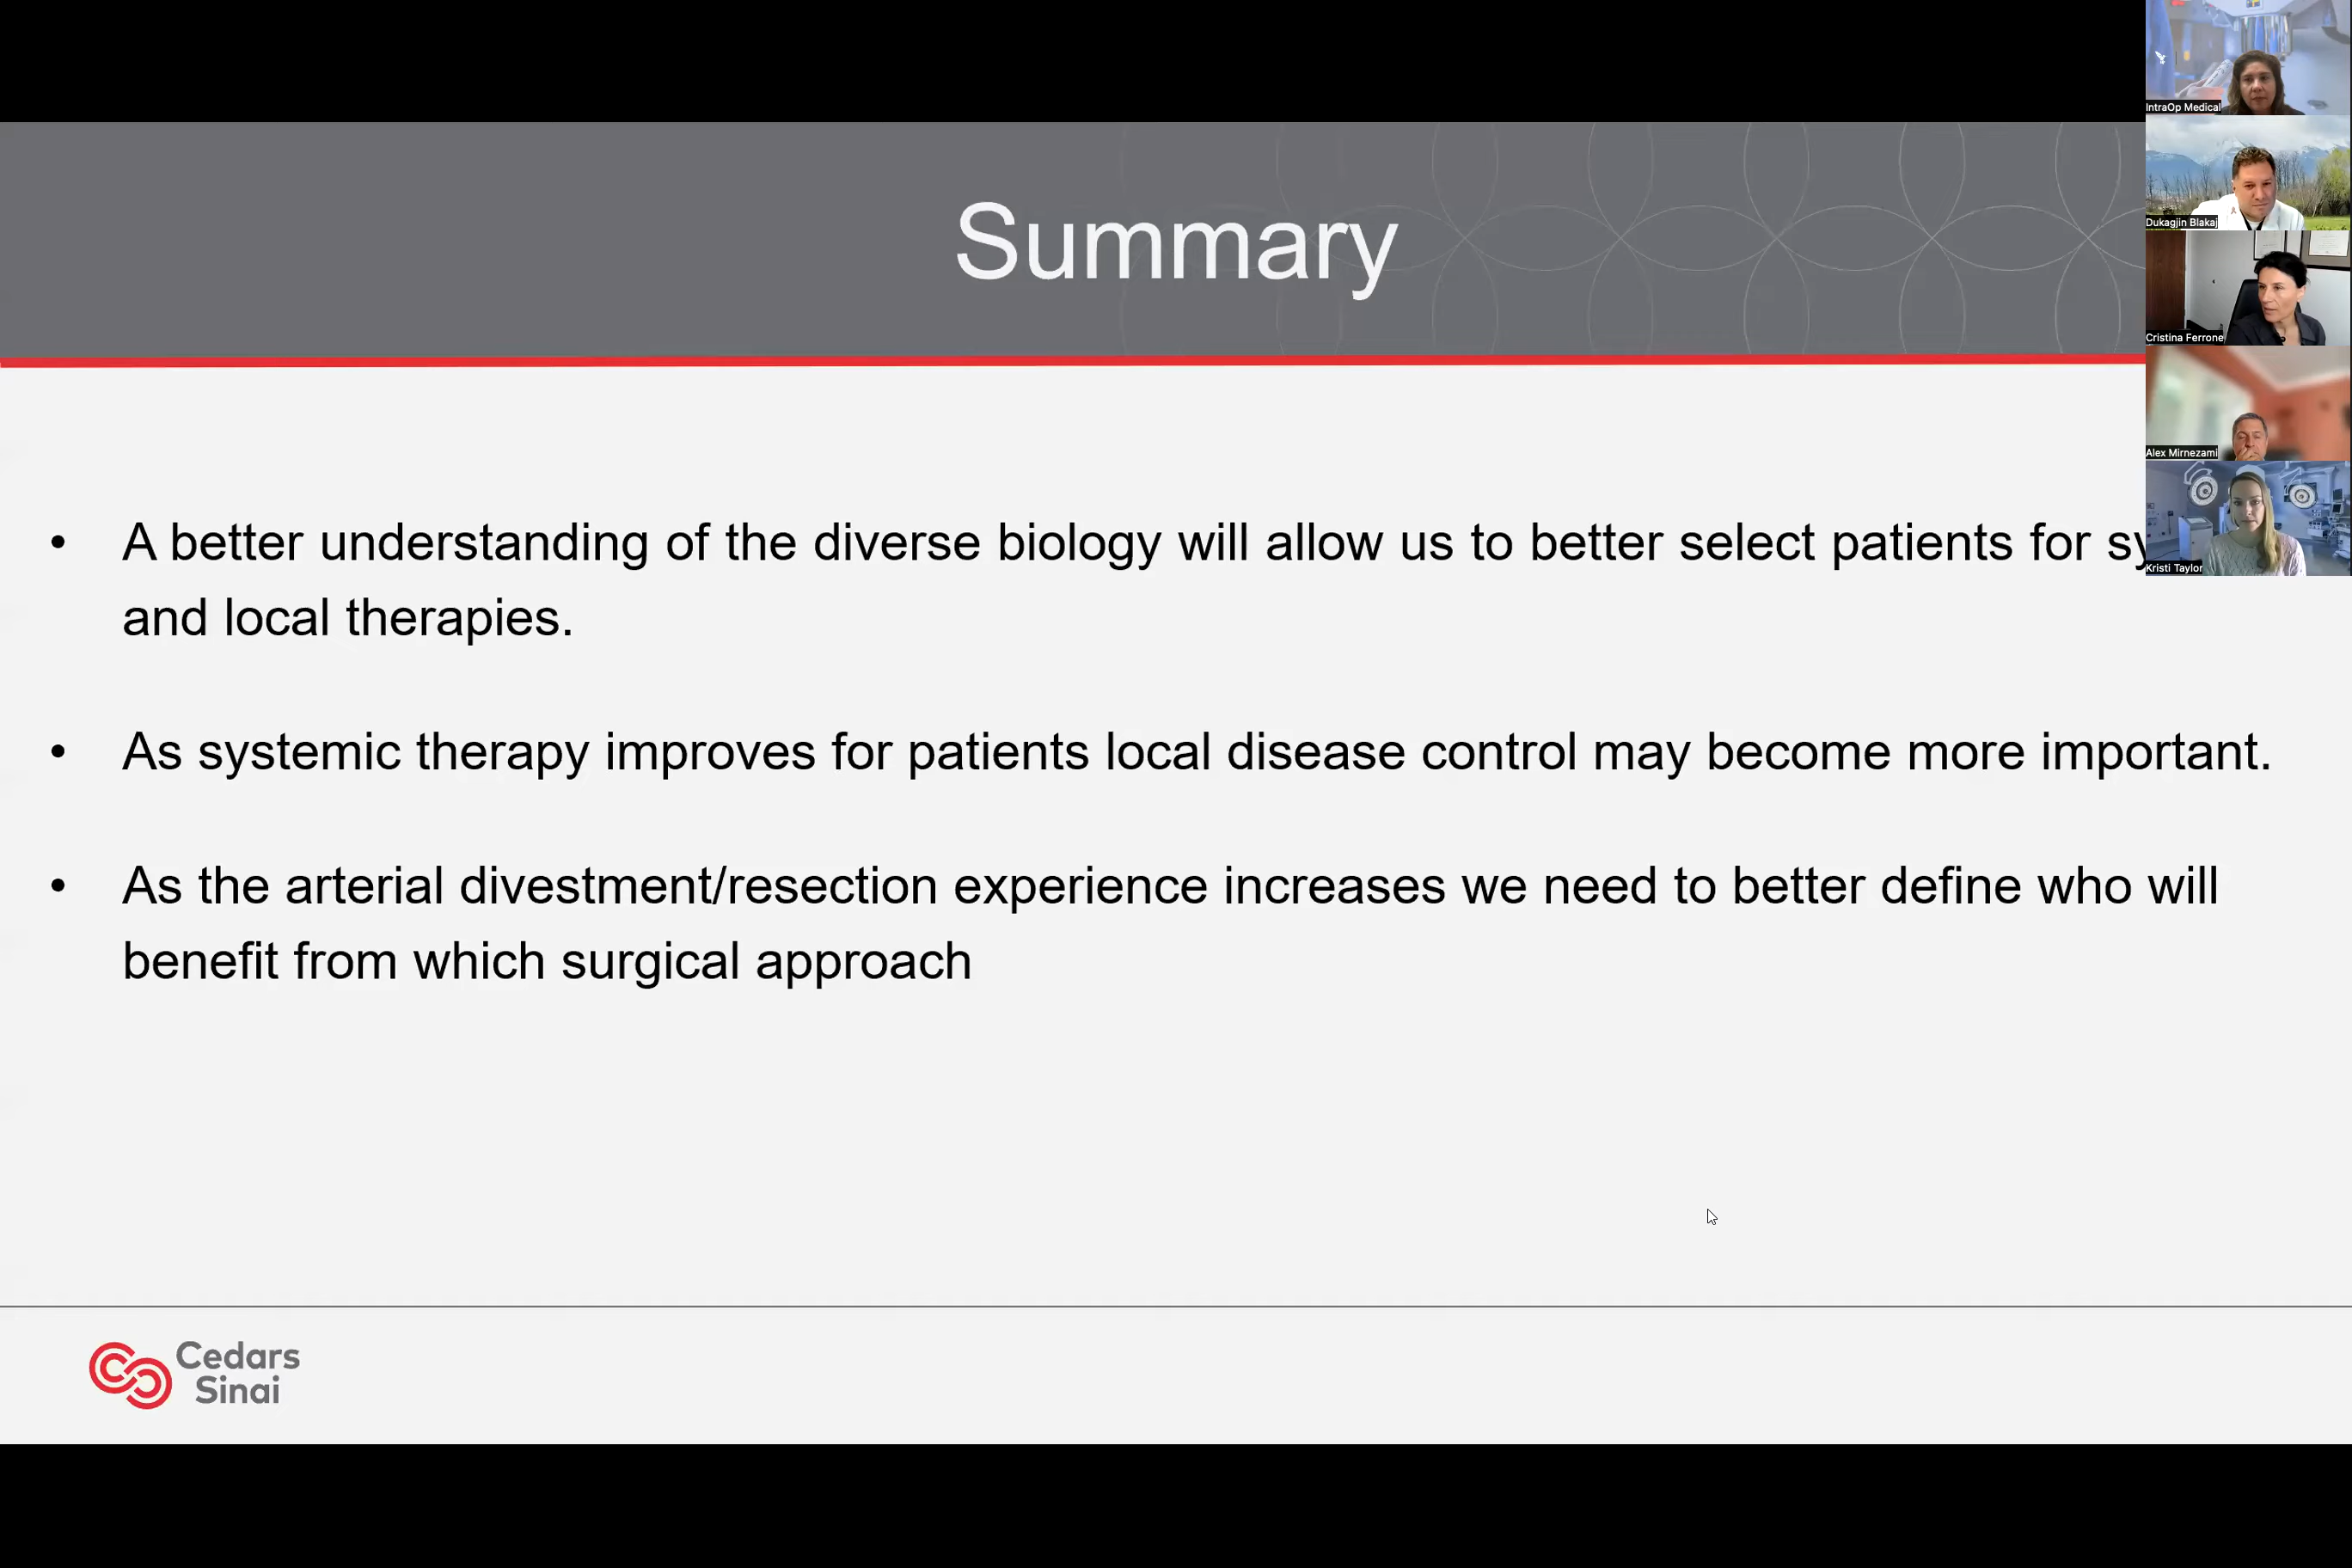 Summary
• A better understanding of the diverse biology will allow us to better select patients for
and local therapies.
• As systemic therapy improves for patients local disease control may become more important.
• As the arterial divestment/resection experience increases we need to better define who will
benefit from which surgical approach
Cedars
Sinai
IntraOp Medical
Dukagjin Blakaj
Cristina Ferrone
Alex Mirnezami
Kristi Taylor